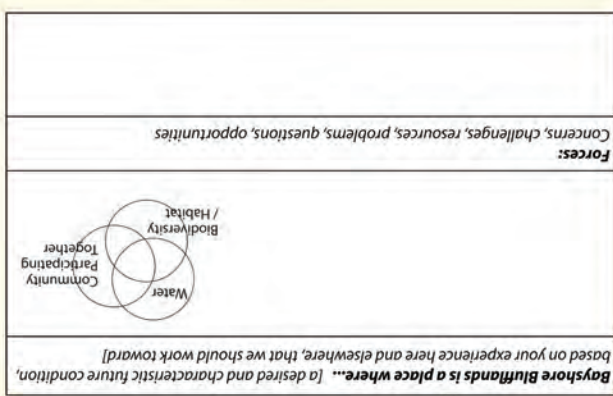 Bayshore Blufflands is a place where... [a desired and characteristic future condition,
based on your experience here and elsewhere, that we should work toward]
Water
Community
Participating
Together
Biodiversity
/ Habitat
Forces:
Concerns, challenges, resources, problems, questions, opportunities